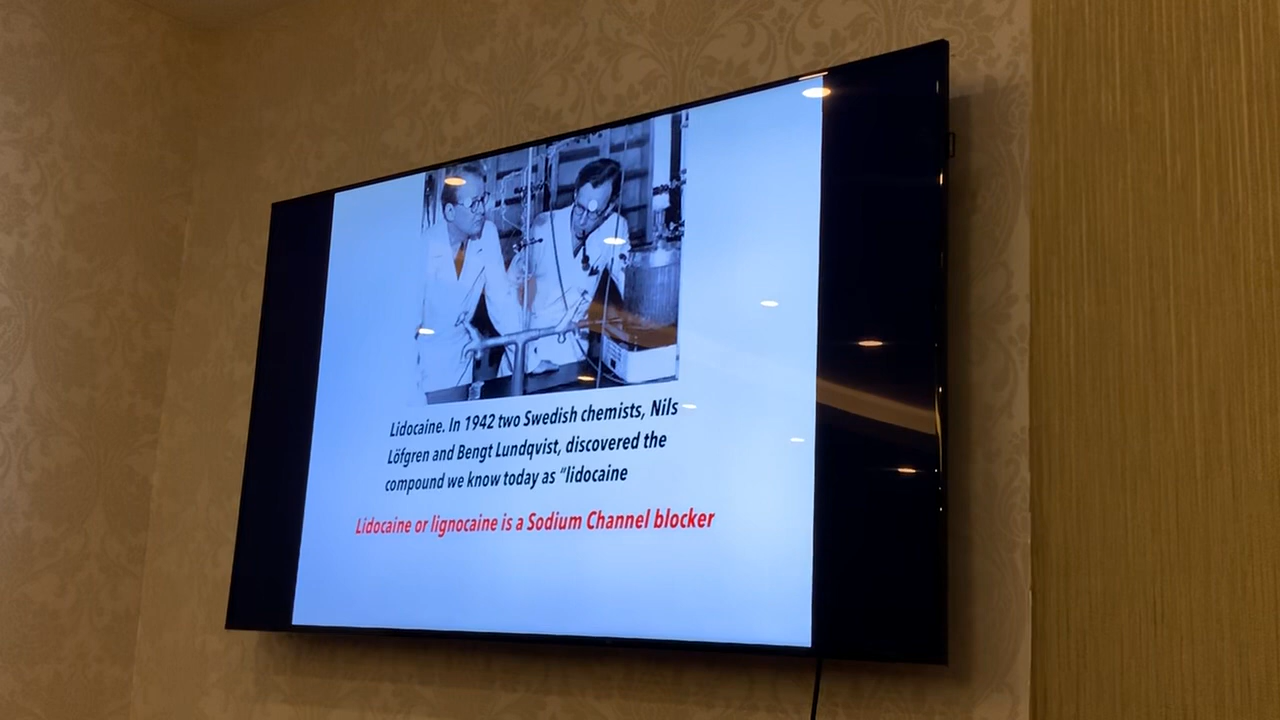 Lidocaine. In 1942 two Swedish chemists, Nils
Löfgren and Bengt Lundqvist, discovered the
compound we know today as "lidocaine
Lidocaine or lignocaine is a Sodium Channel blocker